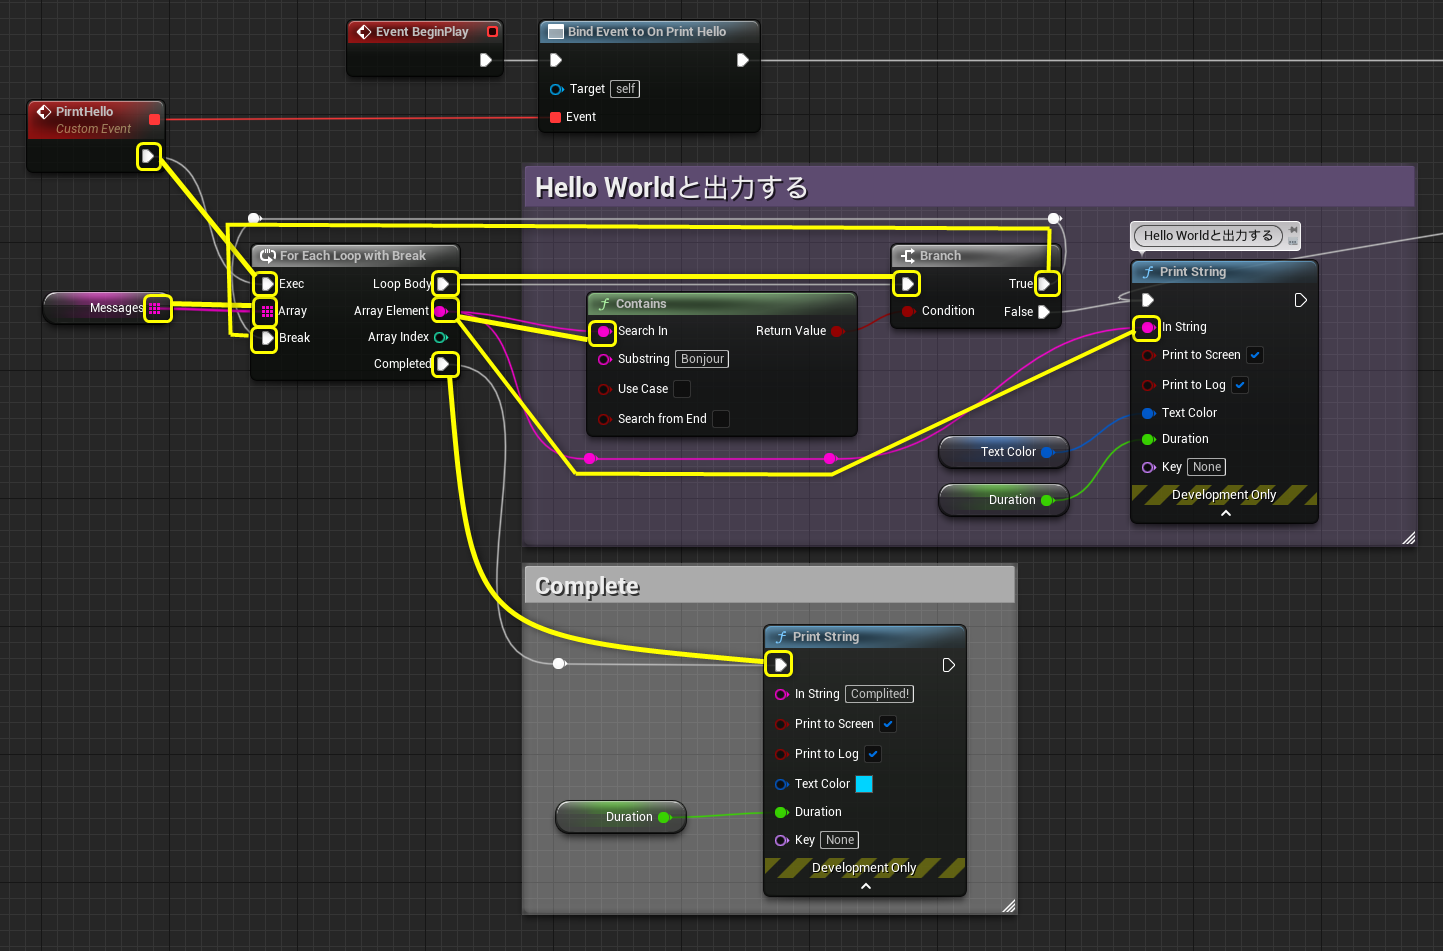 Event BeginPlay
Bind Event to On Print Hello
Target self
Event
PirntHello
Custom Event
Hello Worldと出力する
Hello Worldと出力する
For Each Loop with Break
Exec
Loop Body
Array
Array Element
Break
Array Index
Completed
Messages
Contains
Search In
Return Value
Substring Bonjour
Use Case
Search from End
Branch
True
Condition
False
Print String
In String
Print to Screen
Print to Log
Text Color
Duration
Key None
Development Only
Text Color
Duration
Complete
Print String
In String Complited!
Print to Screen
Print to Log
Text Color
Duration
Key None
Development Only
Duration